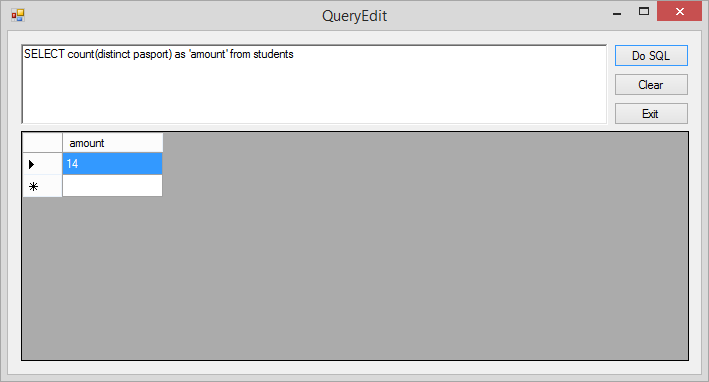 QueryEdit
SELECT count(distinct pasport) as 'amount' from students
Do SQL
Clear
Exit
amount
14